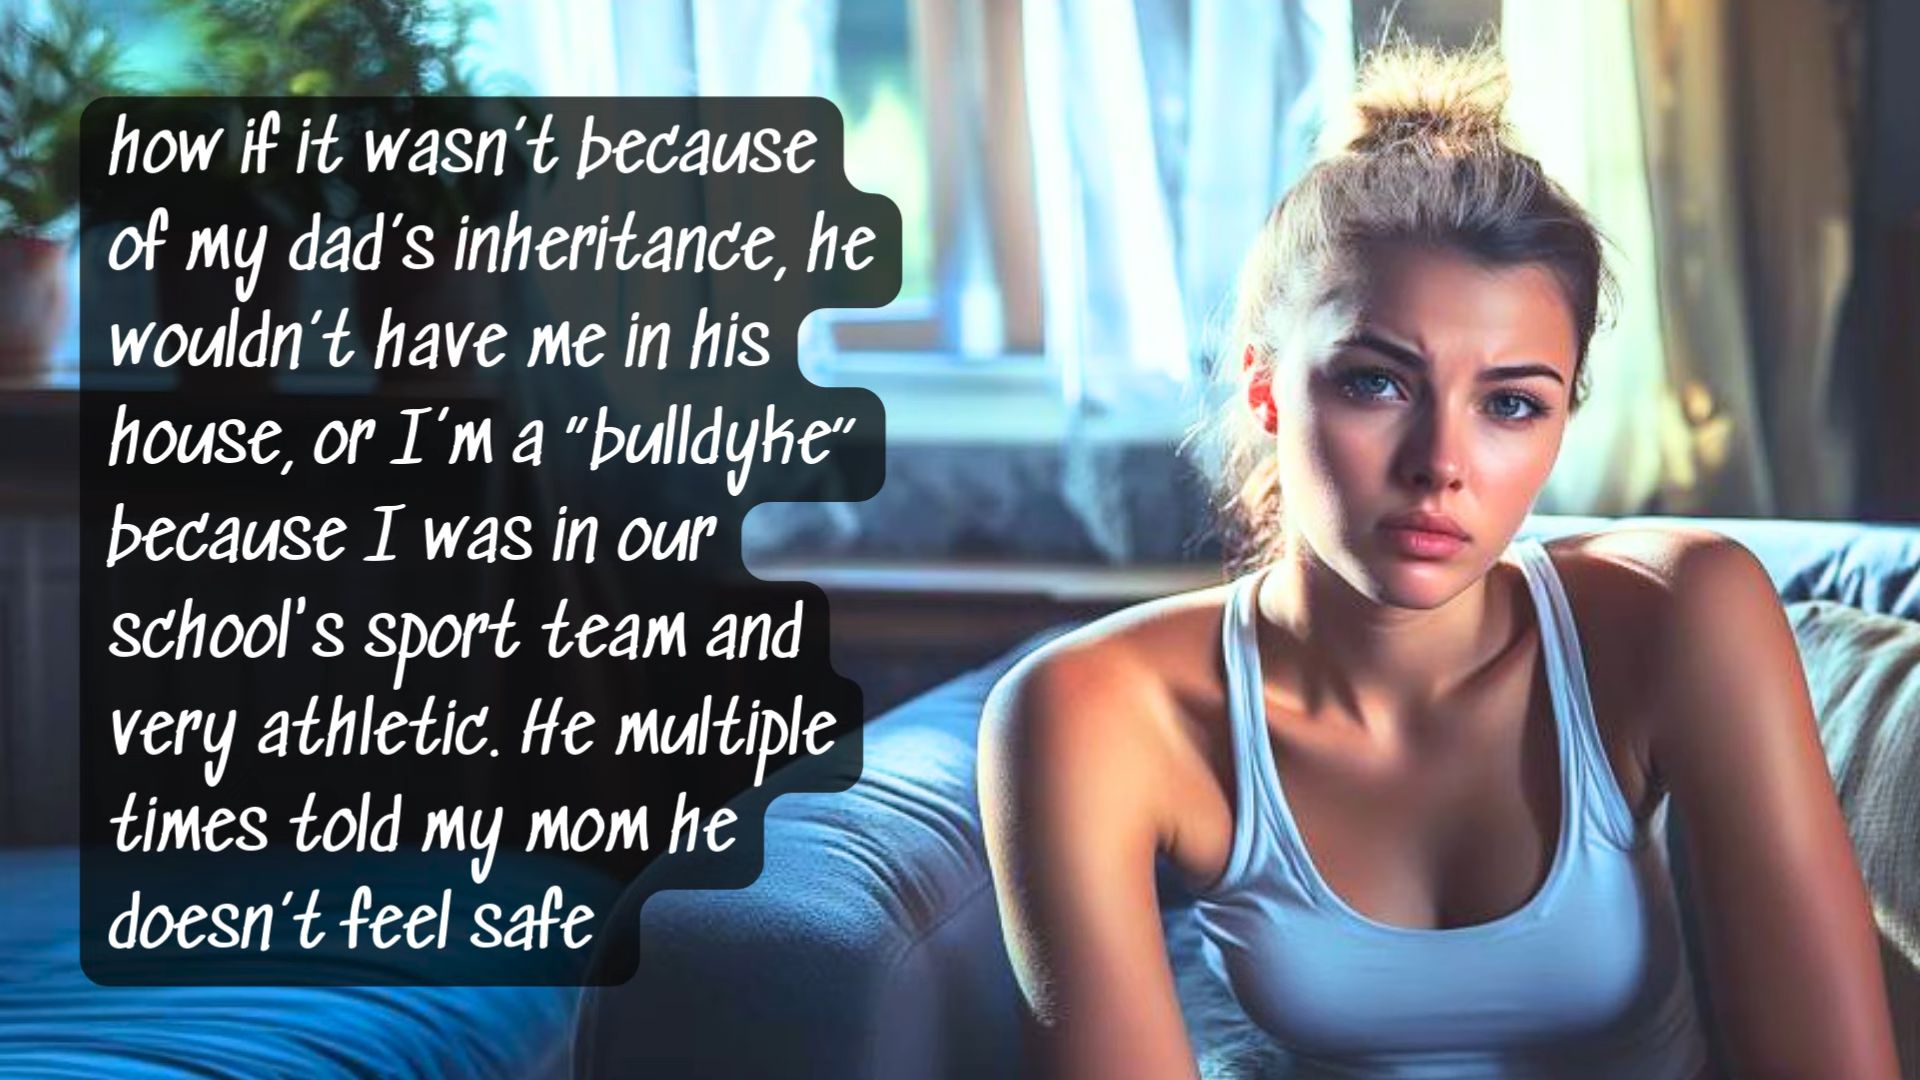 how if it wasn't because
of my dad's inheritance, he
wouldn't have me in his
house, or I'm a "bulldyke"
because I was in our
school's sport team and
very athletic. He multiple
times told my mom he
doesn't feel safe